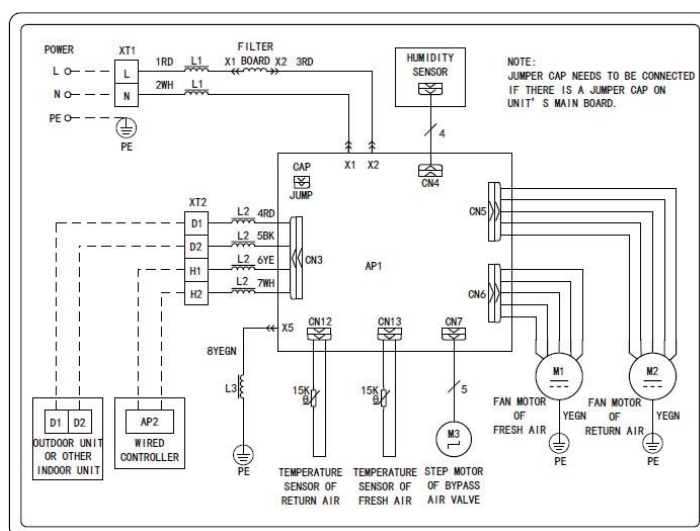 POWER
XT1
FILTER
BOARD
L
L
1RD
L1
X1
X2
3RD
N
N
2WH
L1
PE
PE
HUMIDITY
SENSOR
4
NOTE:
JUMPER CAP NEEDS TO BE CONNECTED
IF THERE IS A JUMPER CAP ON
UNIT'S MAIN BOARD.
X1
X2
CN4
CAP
JUMP
XT2
D1
L2
4RD
D2
L2
5BK
H1
L2
6YE
H2
L2
7WH
CN3
AP1
CN5
CN6
X5
CN12
CN13
CN7
8YEGN
L3
PE
15K
θ
15K
θ
5
M3
M1
M2
FAN MOTOR
OF
FRESH AIR
YEGN
PE
FAN MOTOR
OF
RETURN AIR
YEGN
PE
D1
D2
OUTDOOR UNIT
OR OTHER
INDOOR UNIT
AP2
WIRED
CONTROLLER
TEMPERATURE
SENSOR OF
RETURN AIR
TEMPERATURE
SENSOR OF
FRESH AIR
STEP MOTOR
OF BYPASS
AIR VALVE